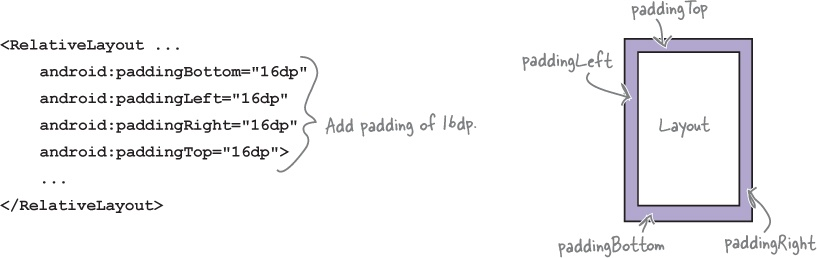 <RelativeLayout ...
android:paddingBottom="16dp"
android:paddingLeft="16dp"
android:paddingRight="16dp"
android:paddingTop="16dp">
...
</RelativeLayout>
Add padding of 16dp.
paddingTop
paddingLeft
Layout
paddingBottom
paddingRight